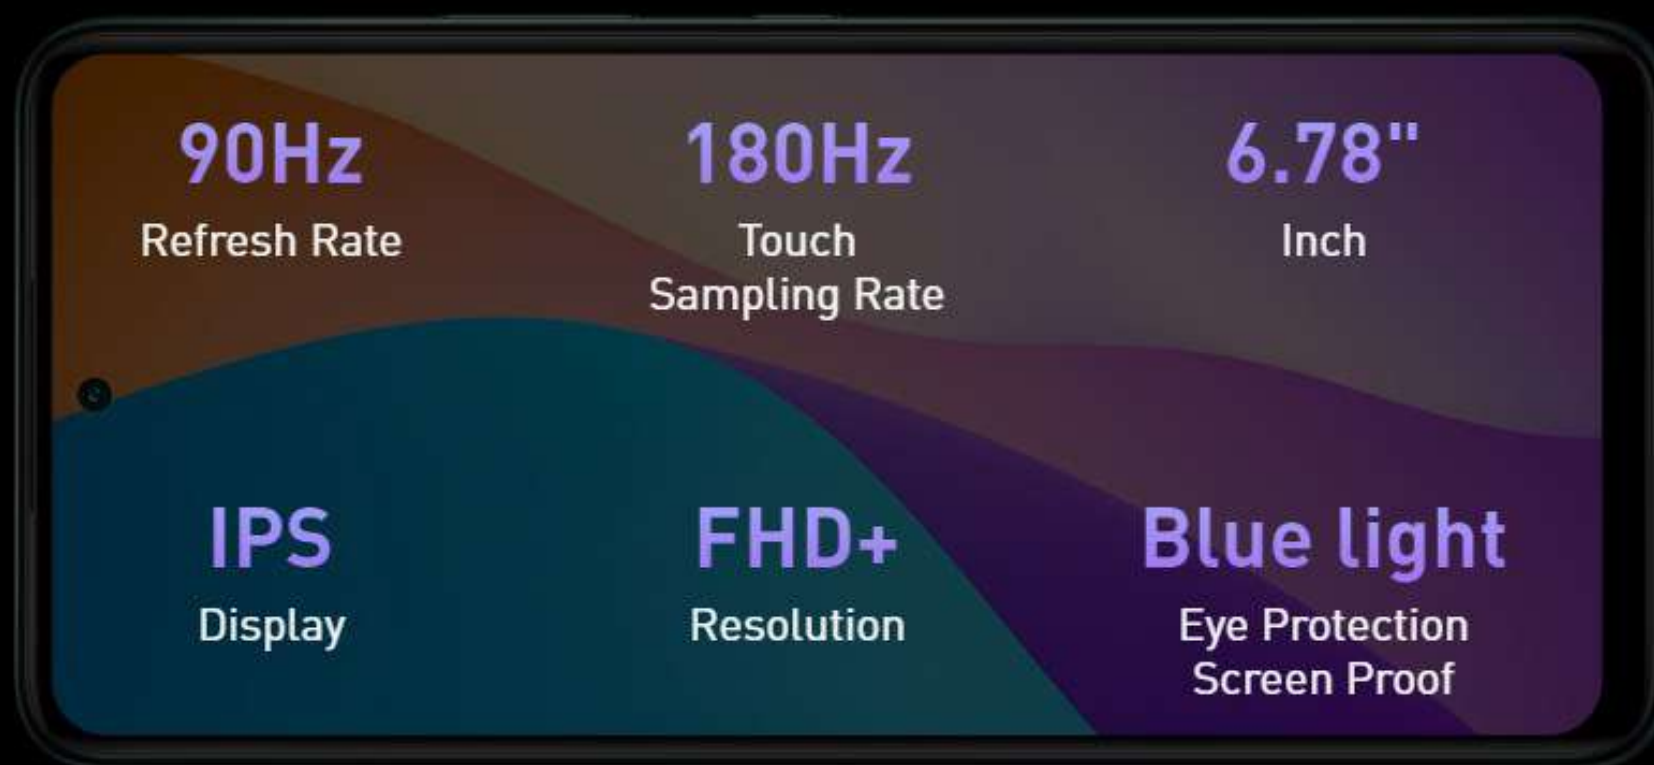 90Hz
Refresh Rate
180Hz
Touch
Sampling Rate
6.78"
Inch
IPS
Display
FHD+
Resolution
Blue light
Eye Protection
Screen Proof